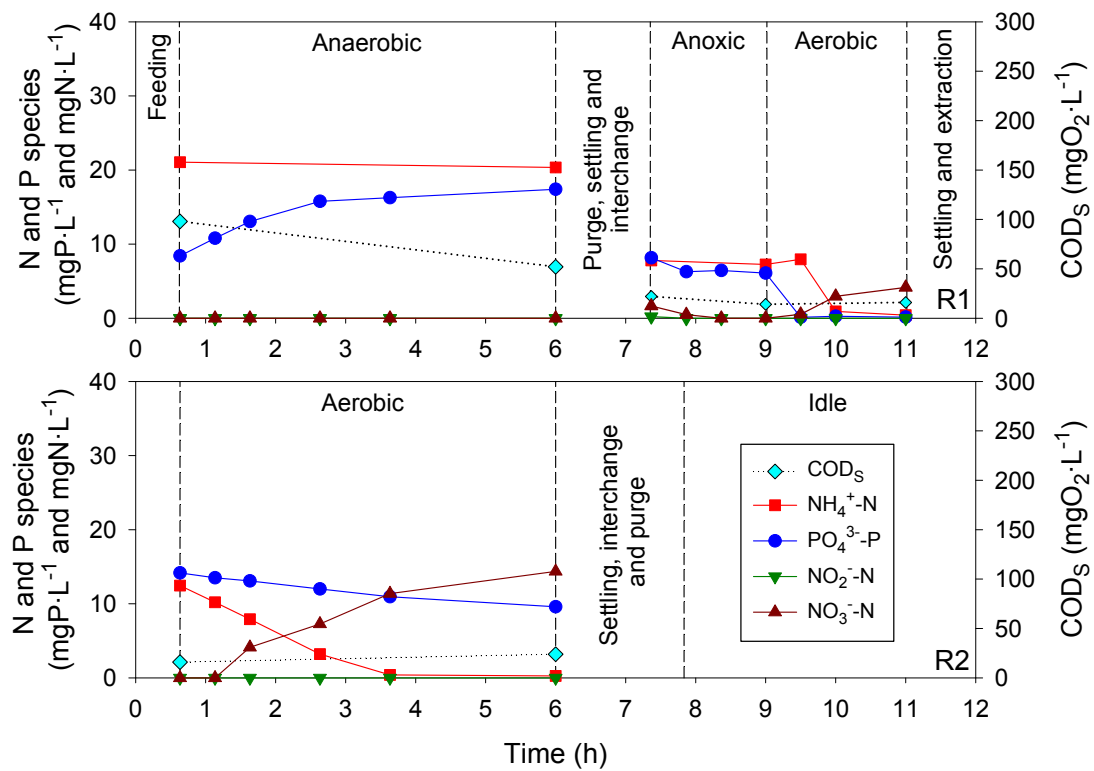 N and P species
(mgP·L⁻¹ and mgN·L⁻¹)
40
30
20
10
0
Feeding
Anaerobic
Purge, settling and
interchange
Anoxic
Aerobic
Settling and extraction
R1
300
250
200
150
100
50
0
COD_S (mgO₂·L⁻¹)
0 1 2 3 4 5 6 7 8 9 10 11 12
N and P species
(mgP·L⁻¹ and mgN·L⁻¹)
40
30
20
10
0
Aerobic
Settling, interchange
and purge
Idle
COD_S
NH₄⁺-N
PO₄³⁻-P
NO₂⁻-N
NO₃⁻-N
R2
300
250
200
150
100
50
0
COD_S (mgO₂·L⁻¹)
0 1 2 3 4 5 6 7 8 9 10 11 12
Time (h)